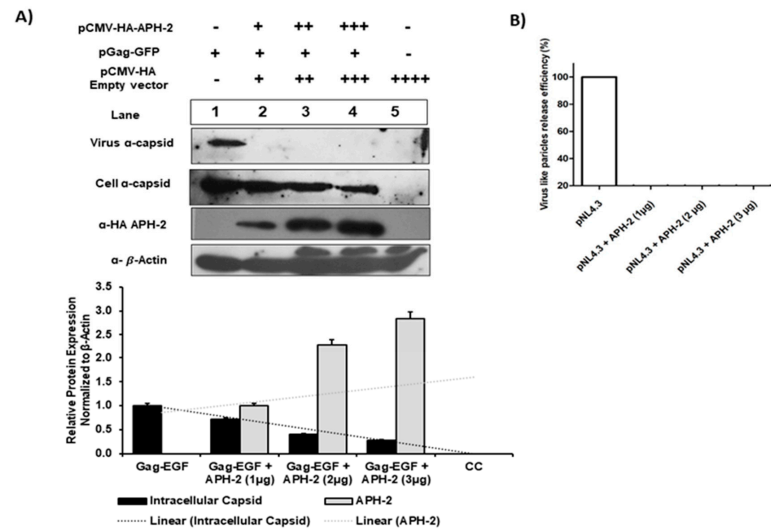 A)
pCMV-HA-APH-2 - + ++ +++ -
pGag-GFP + + + + -
pCMV-HA
Empty vector - + ++ +++ ++++
Lane 1 2 3 4 5
Virus α-capsid
Cell α-capsid
α-HA APH-2
α- β-Actin
Relative Protein Expression
Normalized to β-Actin
3.5
3.0
2.5
2.0
1.5
1.0
0.5
0.0
Gag-EGF
Gag-EGF +
APH-2 (1μg)
Gag-EGF +
APH-2 (2μg)
Gag-EGF +
APH-2 (3μg)
CC
Intracellular Capsid
APH-2
Linear (Intracellular Capsid)
Linear (APH-2)
B)
Virus like paricles release efficiency (%)
100
80
60
40
20
pNL4.3
pNL4.3 + APH-2 (1μg)
pNL4.3 + APH-2 (2 μg)
pNL4.3 + APH-2 (3 μg)